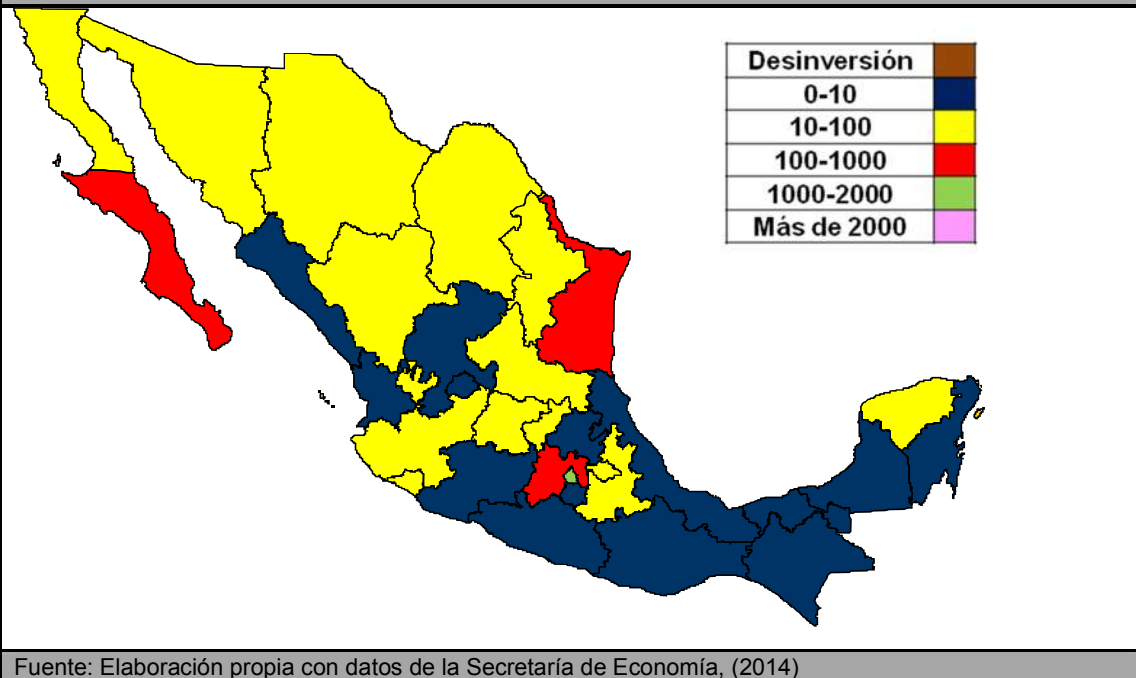 Desinversión
0-10
10-100
100-1000
1000-2000
Más de 2000
Fuente: Elaboración propia con datos de la Secretaría de Economía, (2014)